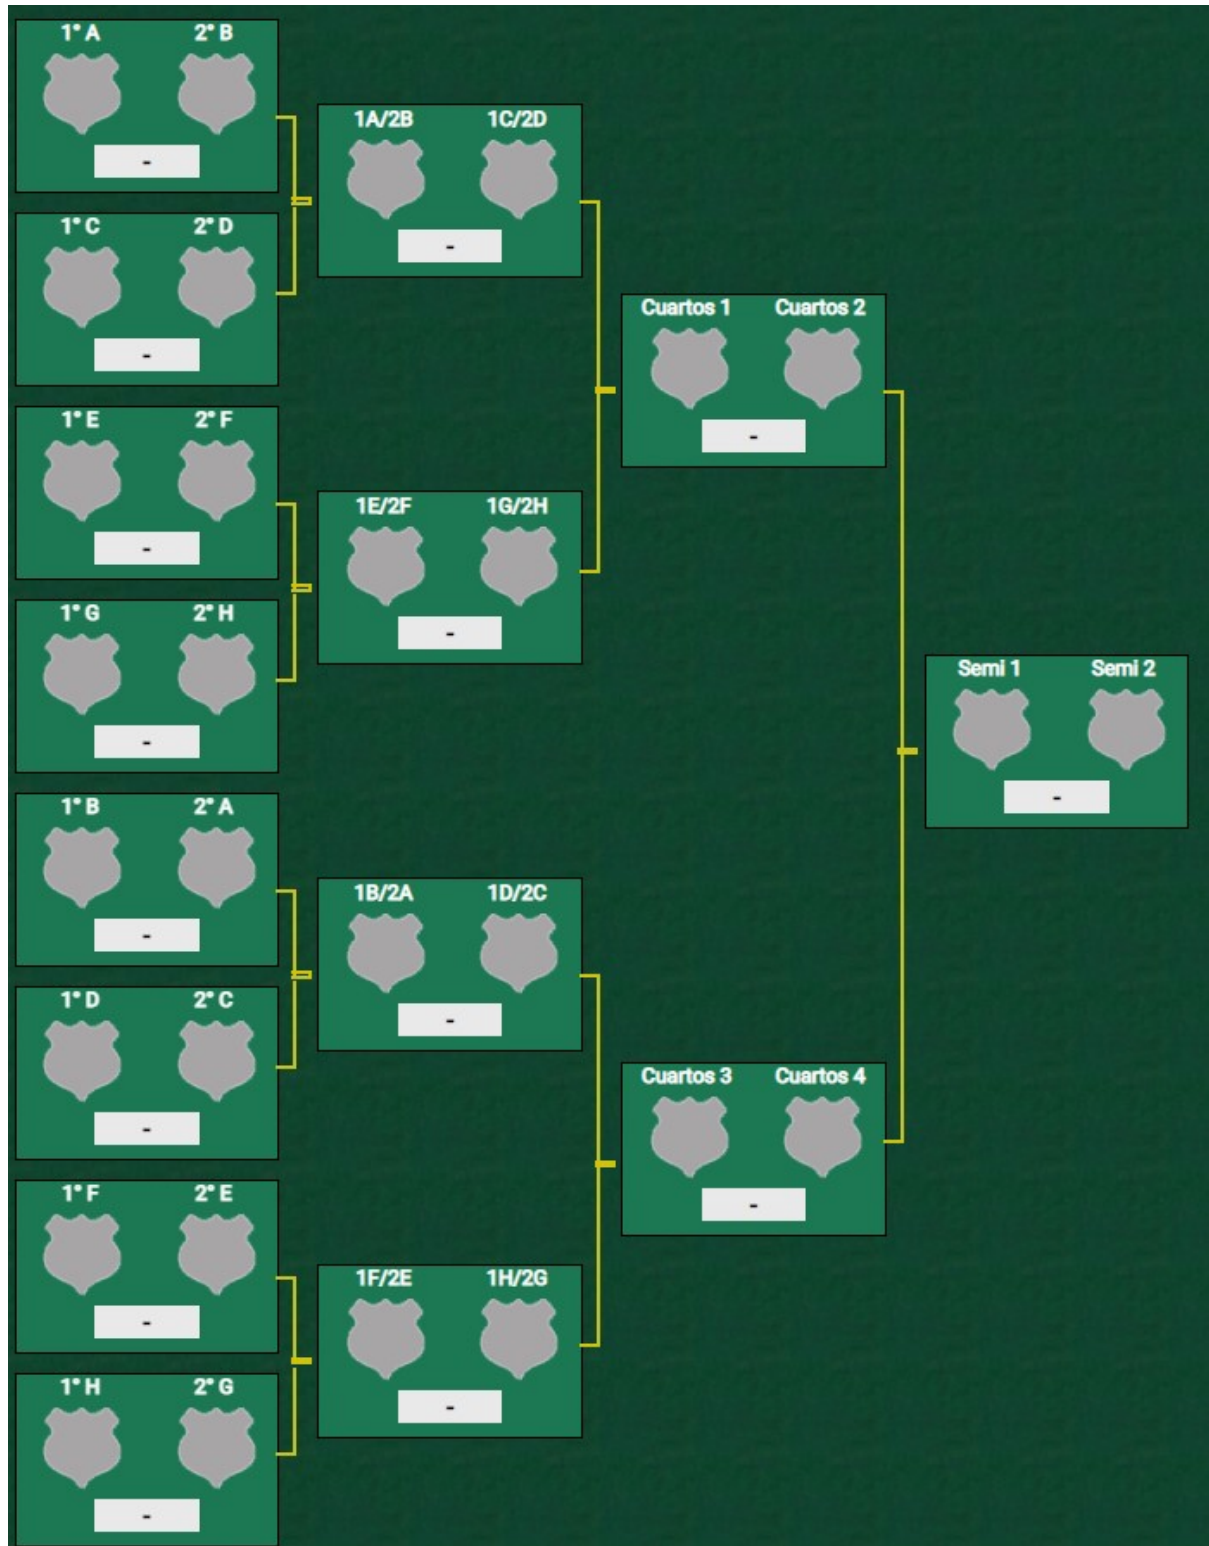 1° A 2° B
-
1° C 2° D
-
1° E 2° F
-
1° G 2° H
-
1° B 2° A
-
1° D 2° C
-
1° F 2° E
-
1° H 2° G
-
1A/2B 1C/2D
-
1E/2F 1G/2H
-
1B/2A 1D/2C
-
1F/2E 1H/2G
-
Cuartos 1 Cuartos 2
-
Cuartos 3 Cuartos 4
-
Semi 1 Semi 2
-